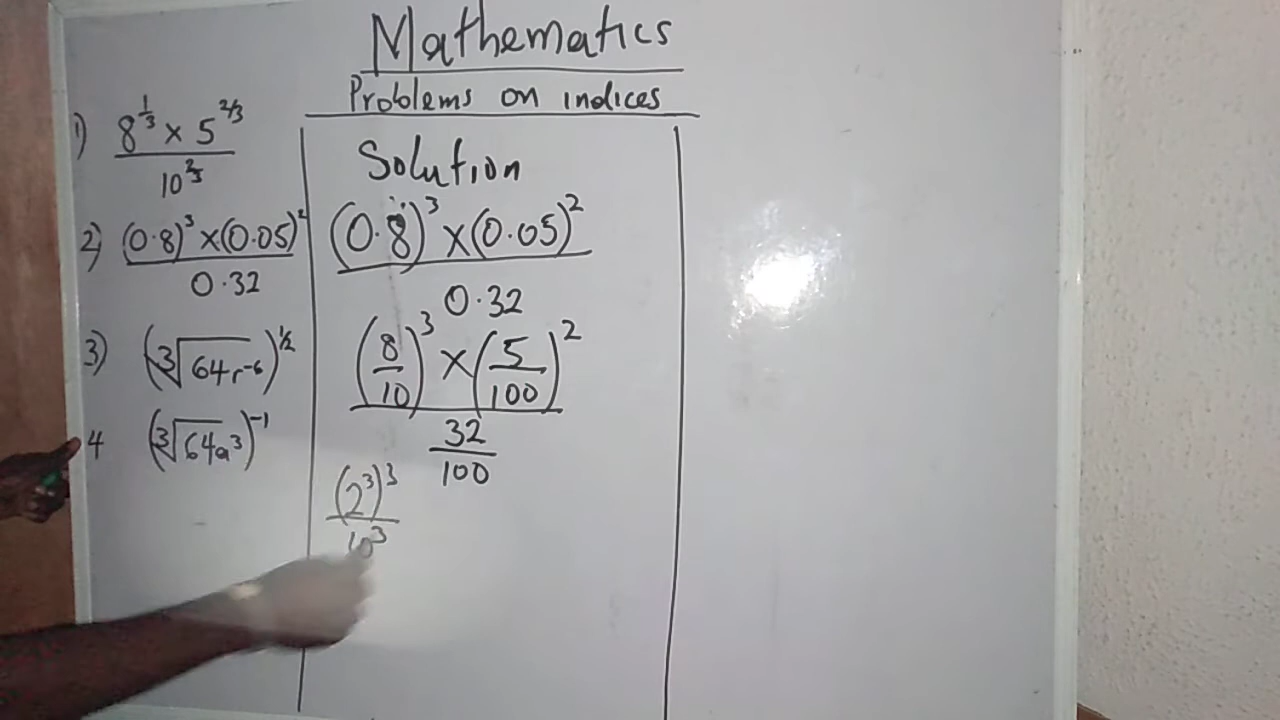 Mathematics
Problems on indices
1) 8^{1/3} × 5^{2/3} / 10^{2/3}
2) (0.8)^3 × (0.05)^2 / 0.32
3) (∛64r^{-6})^{1/2}
4 (∛64a^3)^{-1}
Solution
(0.8)^3 × (0.05)^2
0.32
(8/10)^3 × (5/100)^2
32
100
(2^3)^3
10^3